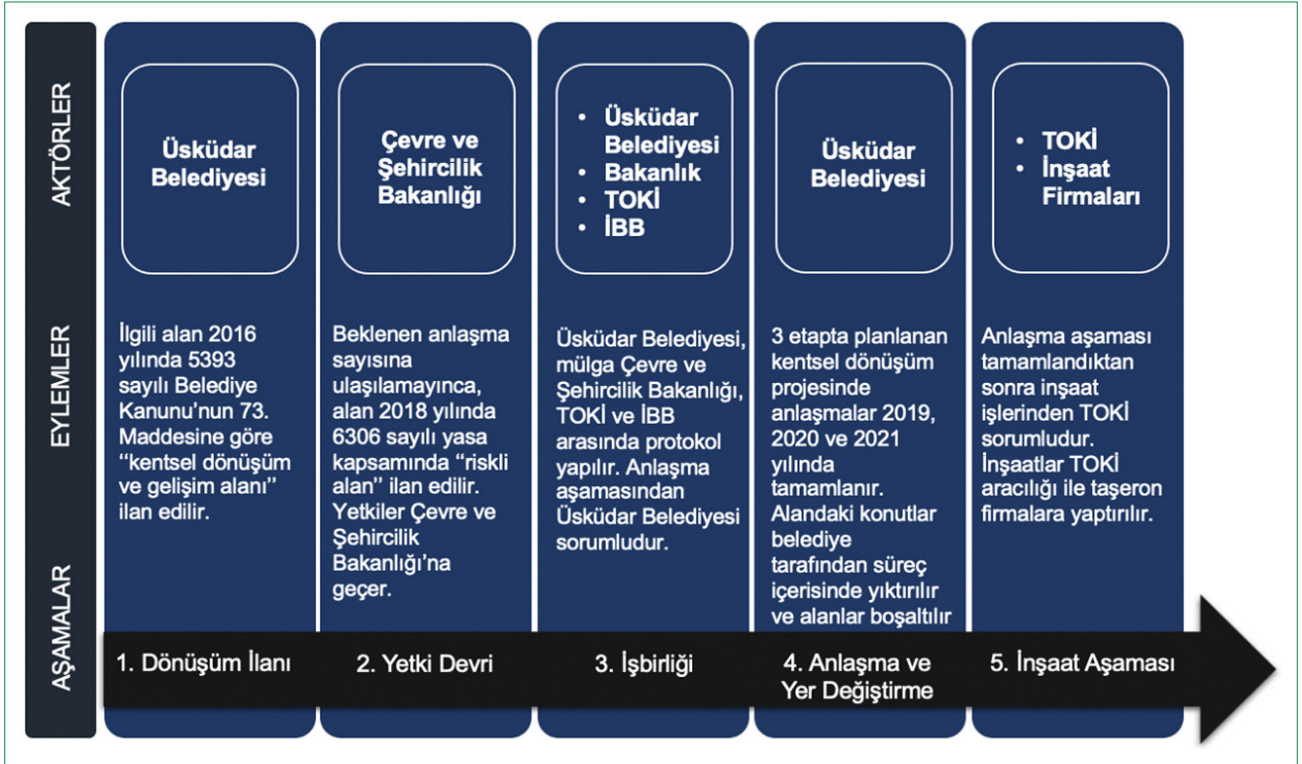 AKTÖRLER
Üsküdar
Belediyesi
Çevre ve
Şehircilik
Bakanlığı
• Üsküdar
Belediyesi
• Bakanlık
• TOKİ
• İBB
Üsküdar
Belediyesi
• TOKİ
• İnşaat
Firmaları
EYLEMLER
İlgili alan 2016
yılında 5393
sayılı Belediye
Kanunu'nun 73.
Maddesine göre
"kentsel dönüşüm
ve gelişim alanı"
ilan edilir.
Beklenen anlaşma
sayısına
ulaşılamayınca,
alan 2018 yılında
6306 sayılı yasa
kapsamında "riskli
alan" ilan edilir.
Yetkiler Çevre ve
Şehircilik
Bakanlığı'na
geçer.
Üsküdar Belediyesi,
mülga Çevre ve
Şehircilik Bakanlığı,
TOKİ ve İBB
arasında protokol
yapılır. Anlaşma
aşamasından
Üsküdar Belediyesi
sorumludur.
3 etapta planlanan
kentsel dönüşüm
projesinde
anlaşmalar 2019,
2020 ve 2021
yılında
tamamlanır.
Alandaki konutlar
belediye
tarafından süreç
içerisinde yıktırılır
ve alanlar boşaltılır
Anlaşma aşaması
tamamlandıktan
sonra inşaat
işlerinden TOKİ
sorumludur.
İnşaatlar TOKİ
aracılığı ile taşeron
firmalara yaptırılır.
AŞAMALAR
1. Dönüşüm İlanı
2. Yetki Devri
3. İşbirliği
4. Anlaşma ve
Yer Değiştirme
5. İnşaat Aşaması